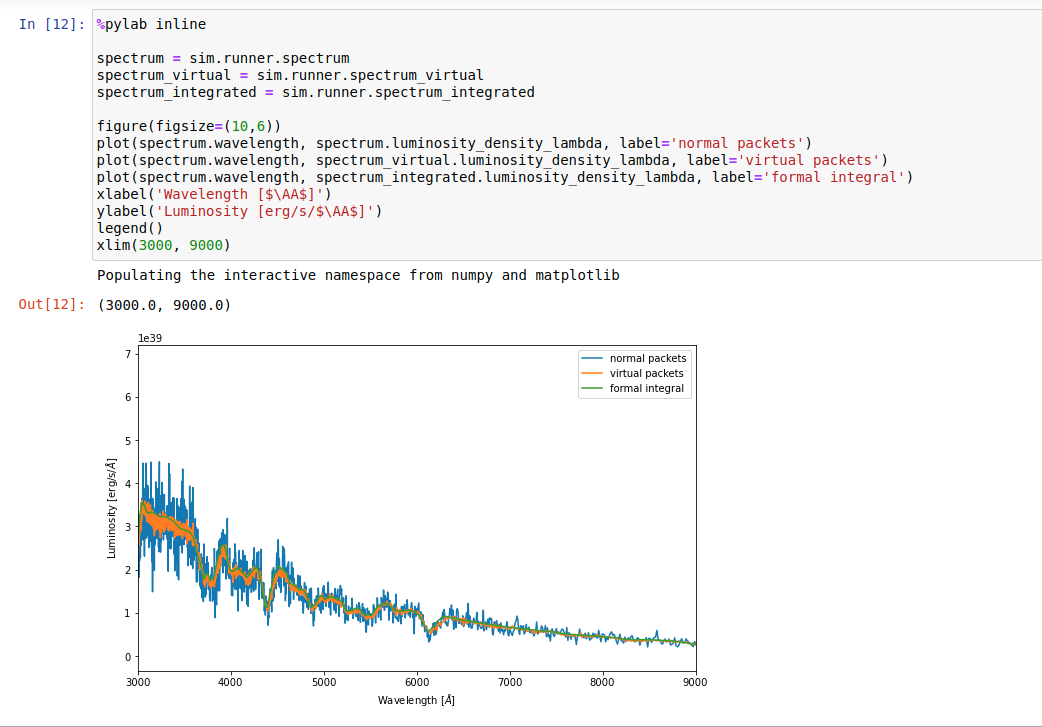 In [12]: %pylab inline
spectrum = sim.runner.spectrum
spectrum_virtual = sim.runner.spectrum_virtual
spectrum_integrated = sim.runner.spectrum_integrated
figure(figsize=(10,6))
plot(spectrum.wavelength, spectrum.luminosity_density_lambda, label='normal packets')
plot(spectrum.wavelength, spectrum_virtual.luminosity_density_lambda, label='virtual packets')
plot(spectrum.wavelength, spectrum_integrated.luminosity_density_lambda, label='formal integral')
xlabel('Wavelength [$\AA$]')
ylabel('Luminosity [erg/s/$\AA$]')
legend()
xlim(3000, 9000)
Populating the interactive namespace from numpy and matplotlib
Out[12]: (3000.0, 9000.0)
1e39
7
6
5
4
3
2
1
0
Luminosity [erg/s/Å]
normal packets
virtual packets
formal integral
3000 4000 5000 6000 7000 8000 9000
Wavelength [Å]